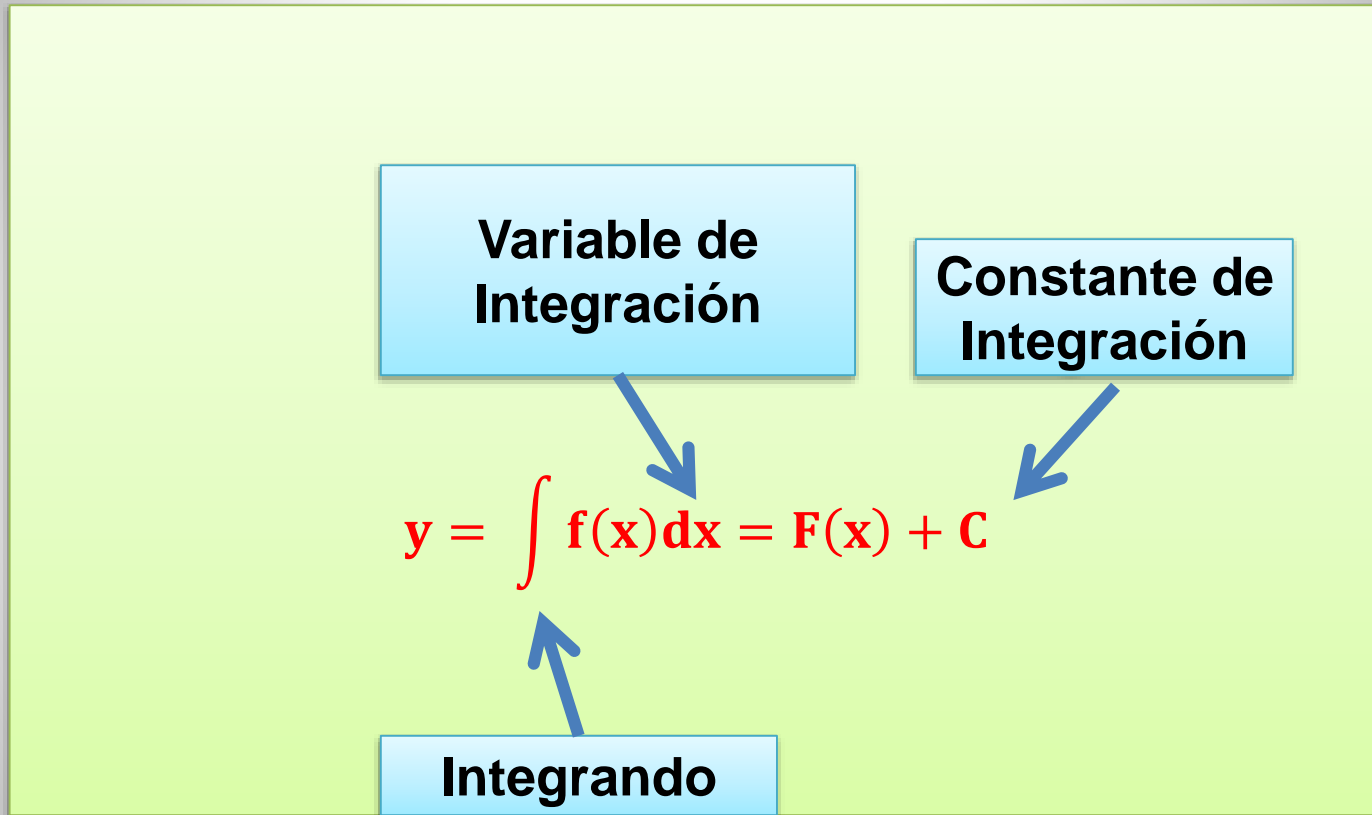 Variable de
Integración
Constante de
Integración
y = ∫ f(x)dx = F(x) + C
Integrando